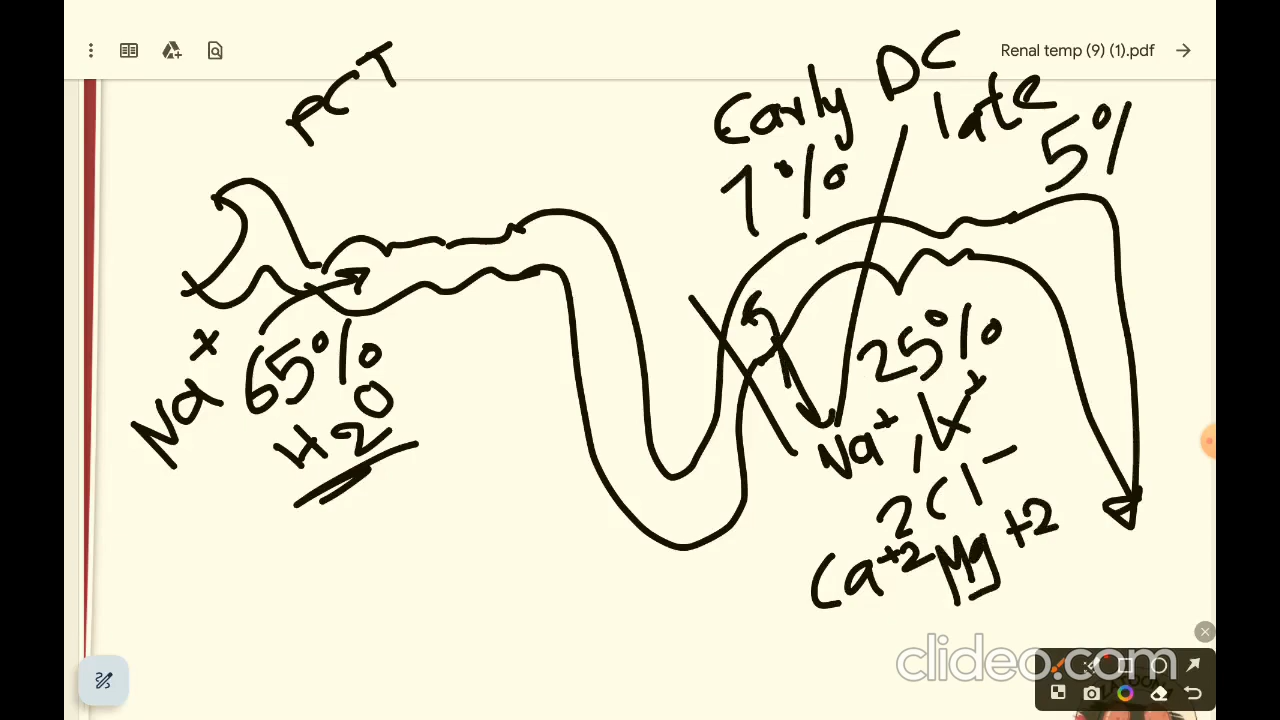 Renal temp (9) (1).pdf
PCT
Early DC
late
7%
5%
Na+ 65%
H2O
25%
Na+, K+
2Cl-
Ca+2 Mg+2
clideo.com